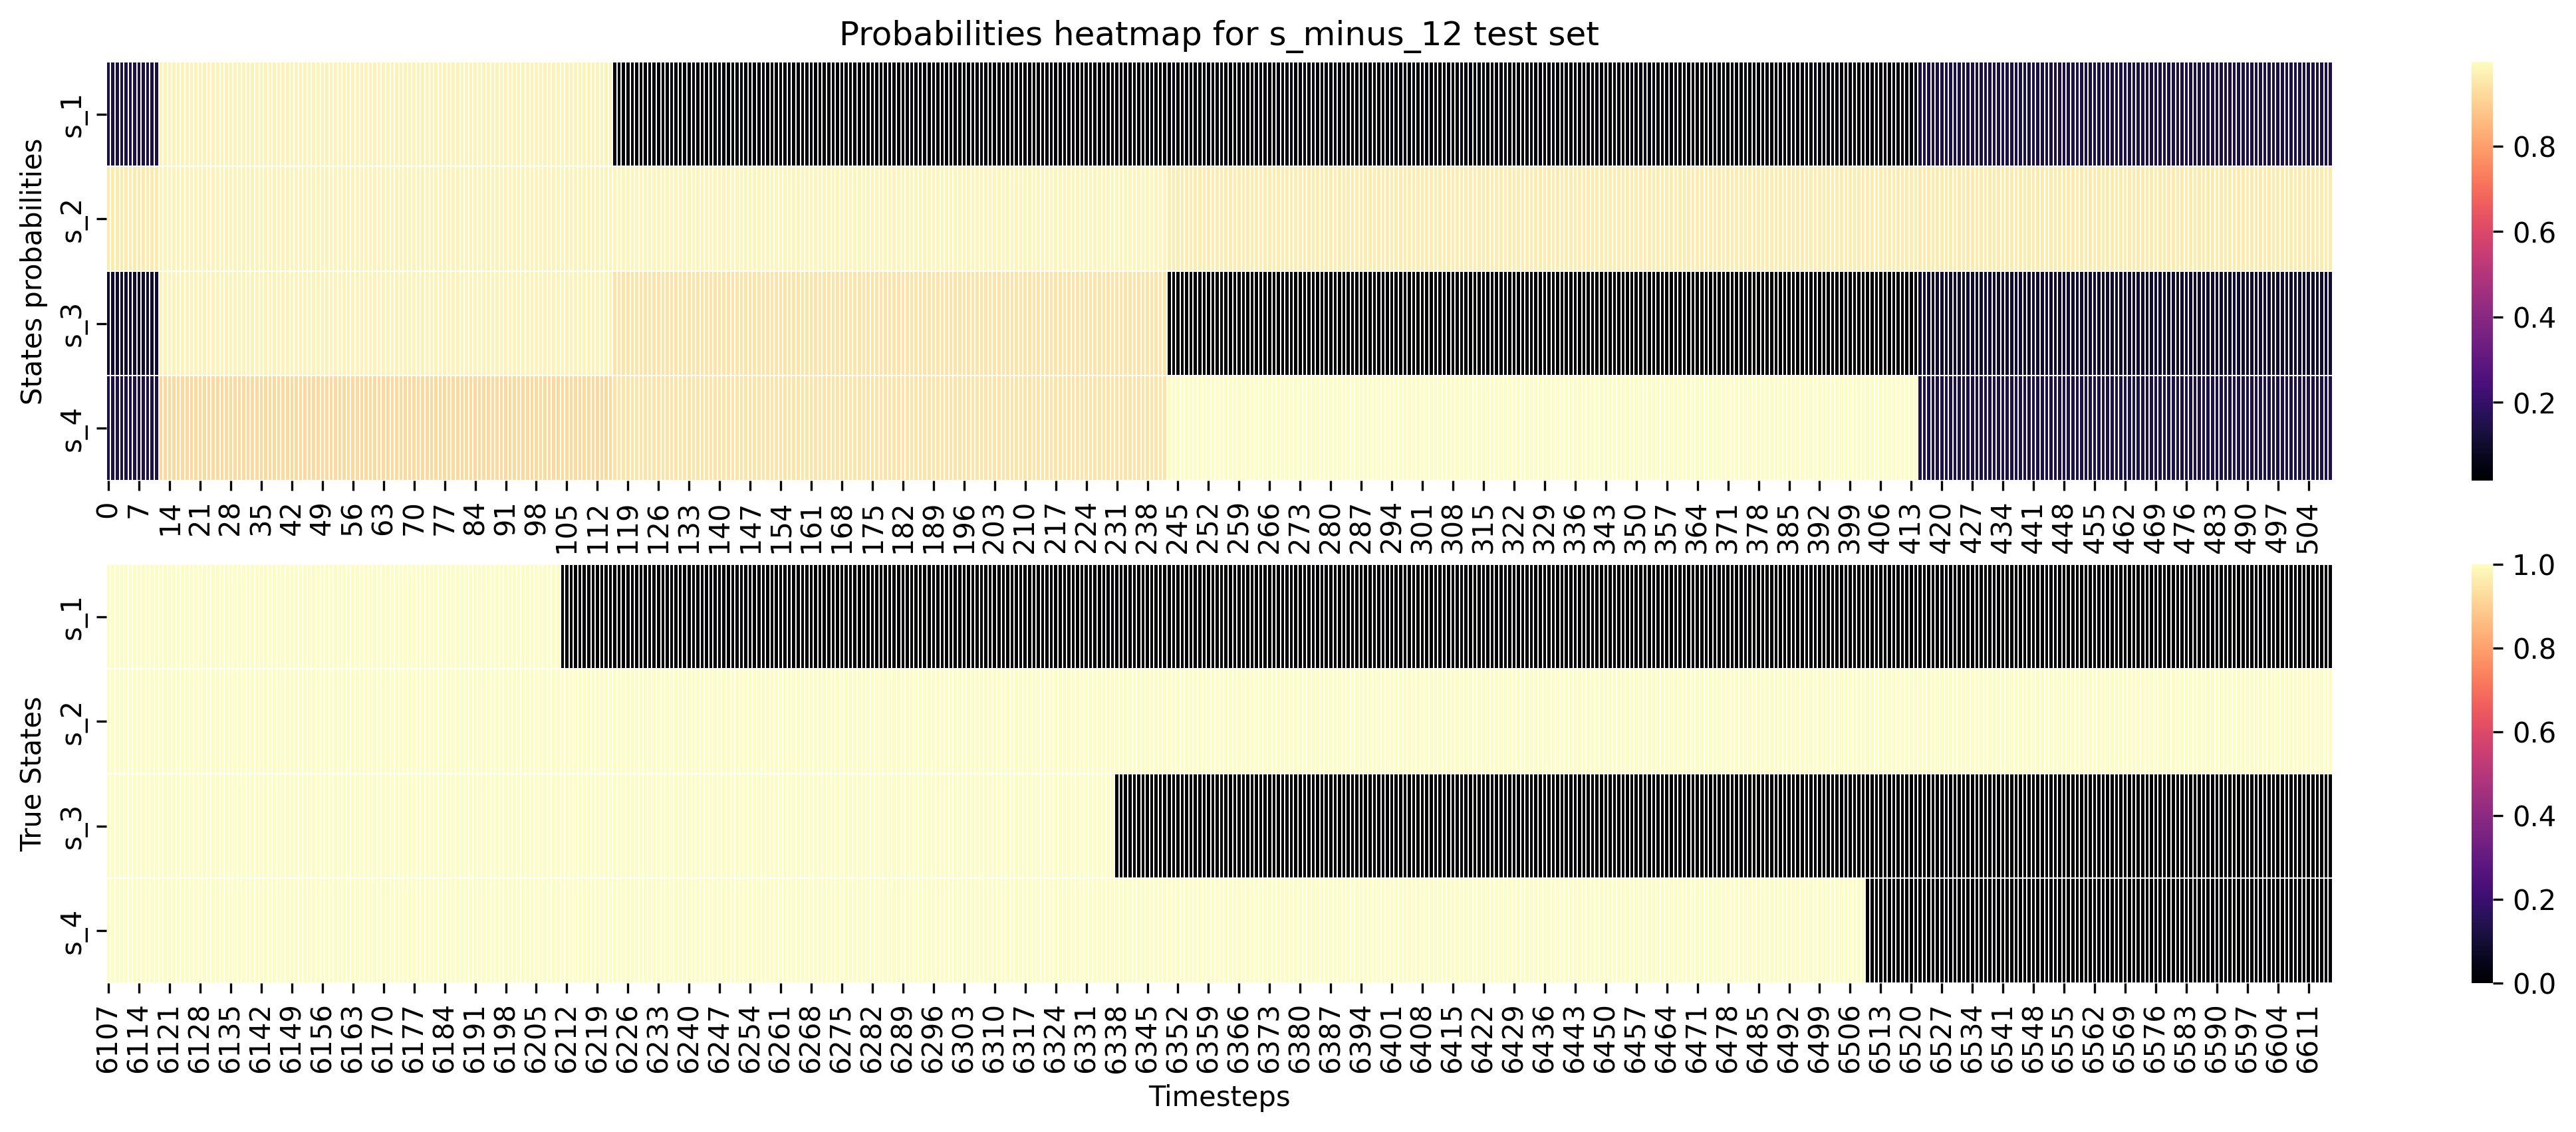 Probabilities heatmap for s_minus_12 test set
States probabilities
s_1
s_2
s_3
s_4
0 7 14 21 28 35 42 49 56 63 70 77 84 91 98 105 112 119 126 133 140 147 154 161 168 175 182 189 196 203 210 217 224 231 238 245 252 259 266 273 280 287 294 301 308 315 322 329 336 343 350 357 364 371 378 385 392 399 406 413 420 427 434 441 448 455 462 469 476 483 490 497 504
0.8
0.6
0.4
0.2
True States
s_1
s_2
s_3
s_4
6107 6114 6121 6128 6135 6142 6149 6156 6163 6170 6177 6184 6191 6198 6205 6212 6219 6226 6233 6240 6247 6254 6261 6268 6275 6282 6289 6296 6303 6310 6317 6324 6331 6338 6345 6352 6359 6366 6373 6380 6387 6394 6401 6408 6415 6422 6429 6436 6443 6450 6457 6464 6471 6478 6485 6492 6499 6506 6513 6520 6527 6534 6541 6548 6555 6562 6569 6576 6583 6590 6597 6604 6611
Timesteps
1.0
0.8
0.6
0.4
0.2
0.0